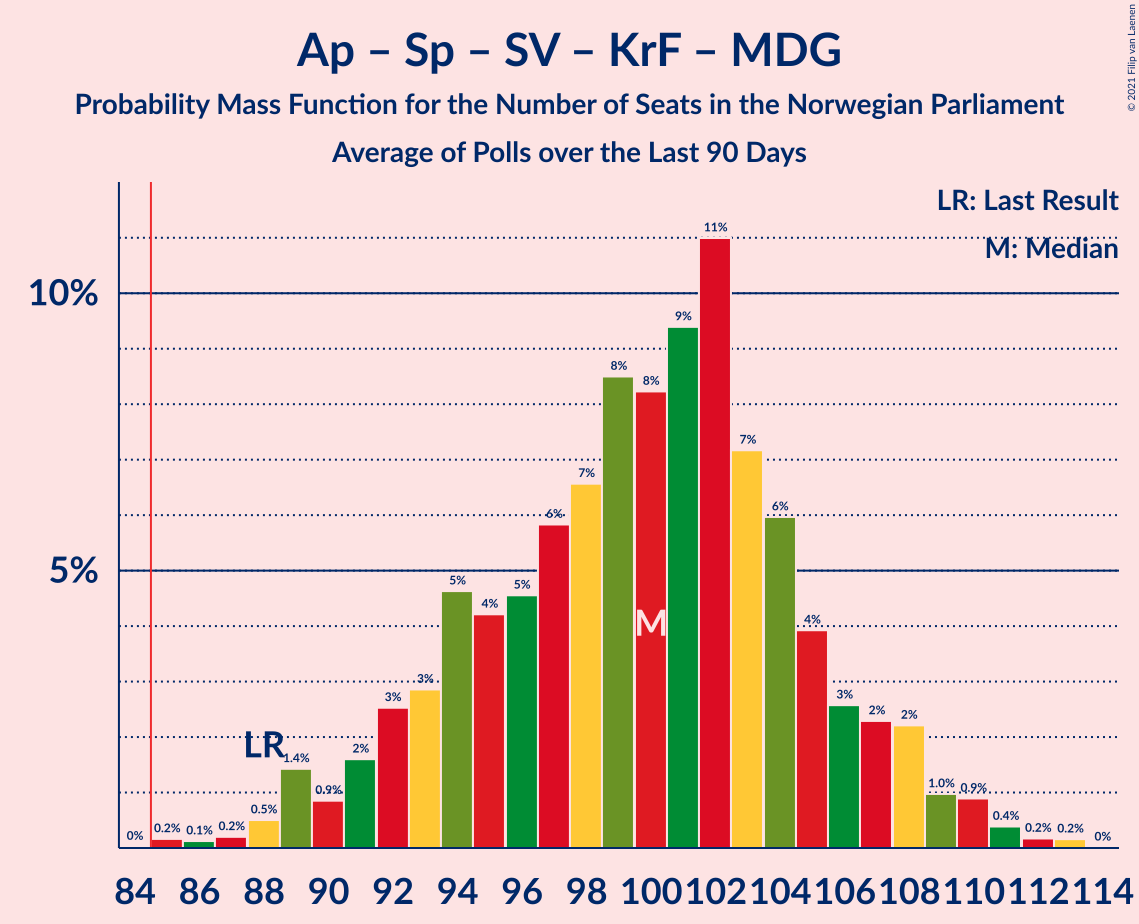 Ap – Sp – SV – KrF – MDG
Probability Mass Function for the Number of Seats in the Norwegian Parliament
Average of Polls over the Last 90 Days
© 2021 Filip van Laenen
LR: Last Result
M: Median
10%
5%
0% 0.2% 0.1% 0.2% 0.5% 1.4% 0.9% 2% 3% 3% 5% 4% 5% 6% 7% 8% 8% 9% 11% 7% 6% 4% 3% 2% 2% 1.0% 0.9% 0.4% 0.2% 0.2% 0%
LR
M
84 86 88 90 92 94 96 98 100 102 104 106 108 110 112 114